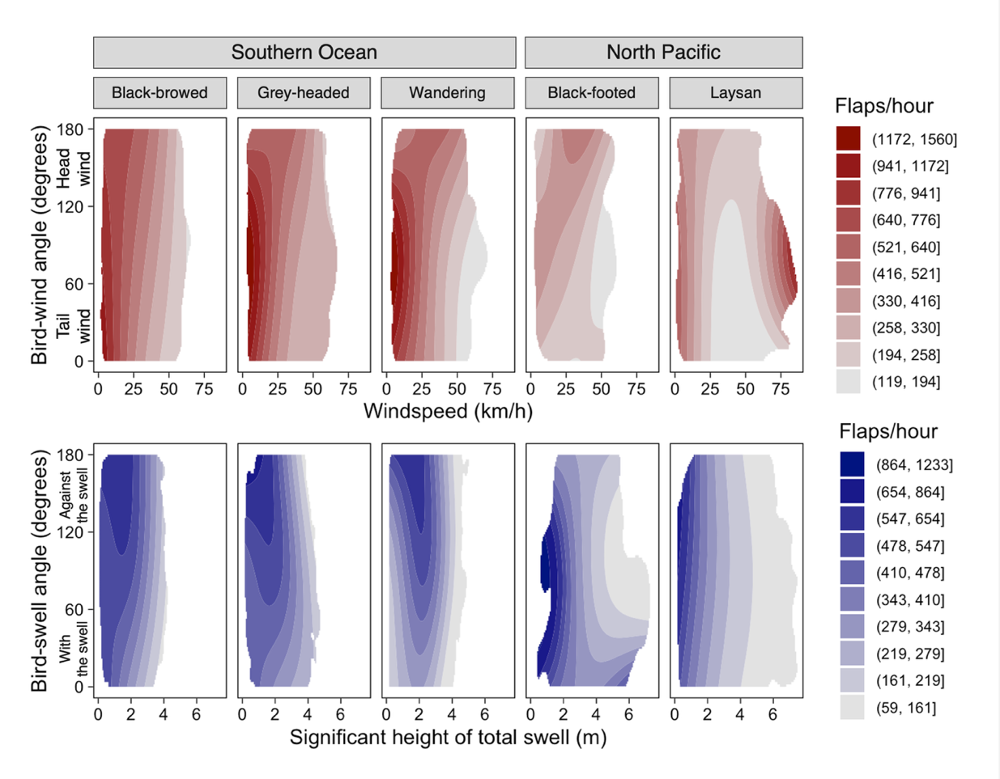 Southern Ocean
North Pacific
Black-browed
Grey-headed
Wandering
Black-footed
Laysan
Bird-wind angle (degrees)
Head
wind
Tail
wind
180
120
60
0
0 25 50 75
0 25 50 75
0 25 50 75
0 25 50 75
0 25 50 75
Windspeed (km/h)
Flaps/hour
(1172, 1560]
(941, 1172]
(776, 941]
(640, 776]
(521, 640]
(416, 521]
(330, 416]
(258, 330]
(194, 258]
(119, 194]
Bird-swell angle (degrees)
Against
the swell
With
the swell
180
120
60
0
0 2 4 6
0 2 4 6
0 2 4 6
0 2 4 6
0 2 4 6
Significant height of total swell (m)
Flaps/hour
(864, 1233]
(654, 864]
(547, 654]
(478, 547]
(410, 478]
(343, 410]
(279, 343]
(219, 279]
(161, 219]
(59, 161]